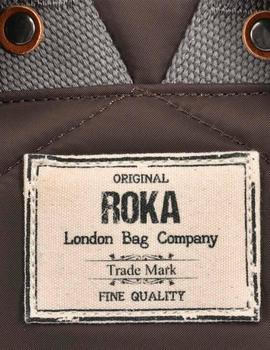 ORIGINAL
ROKA
London Bag Company
Trade Mark
FINE QUALITY